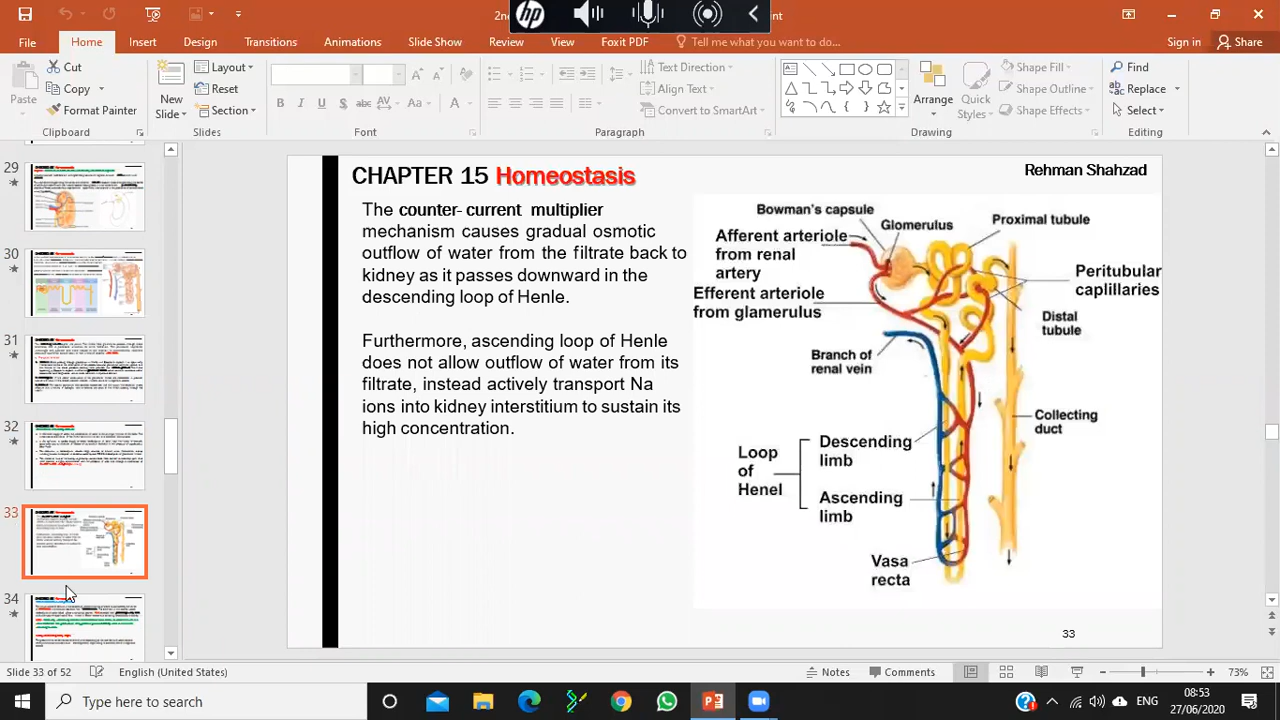 2nd
nt
Sign in
Share
File
Home
Insert
Design
Transitions
Animations
Slide Show
Review
View
Foxit PDF
Tell me what you want to do...
Paste
Cut
Copy
Format Painter
Clipboard
New
Slide
Layout
Reset
Section
Slides
B I U S abc AV Aa A
Font
Text Direction
Align Text
Convert to SmartArt
Paragraph
Arrange
Quick
Styles
Shape Fill
Shape Outline
Shape Effects
Drawing
Find
Replace
Select
Editing
29
30
31
32
33
34
CHAPTER 15 Homeostasis
Rehman Shahzad
The counter- current multiplier
mechanism causes gradual osmotic
outflow of water from the filtrate back to
kidney as it passes downward in the
descending loop of Henle.
Furthermore, ascending loop of Henle
does not allow outflow of water from its
filtrate, instead actively transport Na
ions into kidney interstitium to sustain its
high concentration.
Bowman's capsule
Glomerulus
Proximal tubule
Afferent arteriole
from renal
artery
Efferent arteriole
from glamerulus
Peritubular
caplillaries
Distal
tubule
Branch of
renal vein
Collecting
duct
Loop
of
Henel
Descending
limb
Ascending
limb
Vasa
recta
33
Slide 33 of 52
English (United States)
Notes
Comments
73%
Type here to search
ENG
08:53
27/06/2020